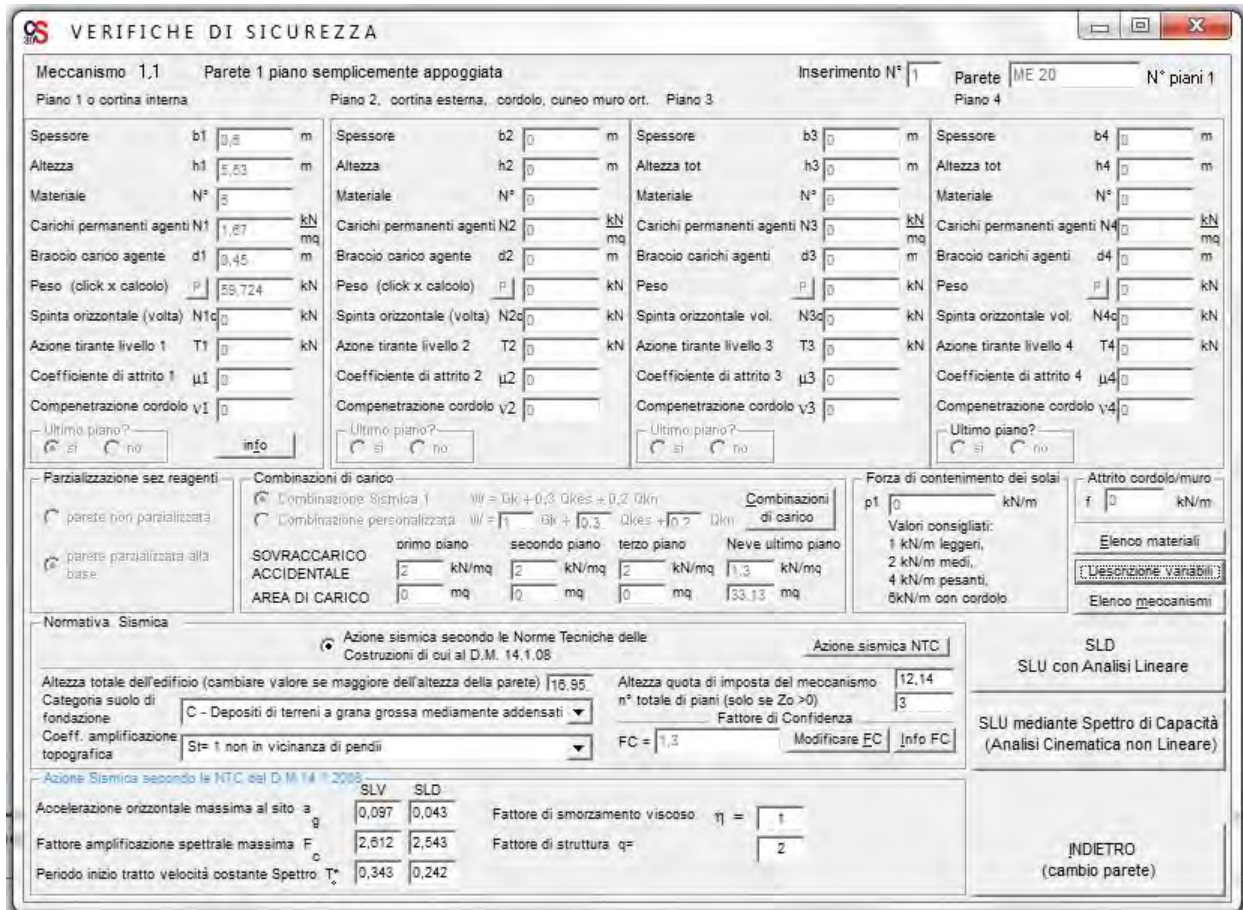 VERIFICHE DI SICUREZZA
Meccanismo 1,1 Parete 1 piano semplicemente appoggiata Inserimento N° 1 Parete ME 20 N° piani 1
Piano 1 o cortina interna Piano 2, cortina esterna, cordolo, cuneo muro ort. Piano 3 Piano 4
Spessore b1 m Spessore b2 0 m Spessore b3 0 m Spessore b4 0 m
Altezza h1 5,53 m Altezza h2 0 m Altezza tot h3 0 m Altezza tot h4 0 m
Materiale N° Materiale N° 0 Materiale N° 0 Materiale N° 0
Carichi permanenti agenti N1 1,67 kN mq Carichi permanenti agenti N2 0 kN mq Carichi permanenti agenti N3 0 kN mq Carichi permanenti agenti N4 0 kN mq
Braccio carico agente d1 0,45 m Braccio carico agente d2 0 m Braccio carichi agenti d3 0 m Braccio carichi agenti d4 0 m
Peso (click x calcolo) P 59,724 kN Peso (click x calcolo) P 0 kN Peso P 0 kN Peso P 0 kN
Spinta orizzontale (volta) N1o 0 kN Spinta orizzontale (volta) N2o 0 kN Spinta orizzontale vol. N3o 0 kN Spinta orizzontale vol. N4o 0 kN
Azione tirante livello 1 T1 0 kN Azone tirante livello 2 T2 0 kN Azione tirante livello 3 T3 0 kN Azione tirante livello 4 T4 0 kN
Coefficiente di attrito 1 μ1 0 Coefficiente di attrito 2 μ2 0 Coefficiente di attrito 3 μ3 0 Coefficiente di attrito 4 μ4 0
Compenetrazione cordolo ν1 0 Compenetrazione cordolo ν2 0 Compenetrazione cordolo ν3 0 Compenetrazione cordolo ν4 0
Ultimo piano? Ultimo piano? Ultimo piano? Ultimo piano?
si no info si no si no si no
Parzializzazione sez reagenti Combinazioni di carico Forza di contenimento dei solai Attrito cordolo/muro
Combinazione Sismica 1 W = Gk + 0,3 Qkes + 0,2 Qkn Combinazioni di carico p1 0 kN/m f 0 kN/m
parete non parzializzata Combinazione personalizzata W = 1 Gk + 0,3 Qkes + 0,2 Qkn Valori consigliati:
parete parzializzata alla base primo piano secondo piano terzo piano Neve ultimo piano 1 kN/m leggeri, Elenco materiali
SOVRACCARICO ACCIDENTALE 2 kN/mq 2 kN/mq 2 kN/mq 1,3 kN/mq 2 kN/m medi, Descrizione variabili
4 kN/m pesanti,
AREA DI CARICO 0 mq 0 mq 0 mq 33,13 mq 6kN/m con cordolo Elenco meccanismi
Normativa Sismica
Azione sismica secondo le Norme Tecniche delle
Costruzioni di cui al D.M. 14.1.08 Azione sismica NTC
SLD
SLU con Analisi Lineare
Altezza totale dell'edificio (cambiare valore se maggiore dell'altezza della parete) 16,95 Altezza quota di imposta del meccanismo 12,14
Categoria suolo di fondazione C - Depositi di terreni a grana grossa mediamente addensati n° totale di piani (solo se Zo >0) 3
Fattore di Confidenza
Coeff. amplificazione topografica St= 1 non in vicinanza di pendii FC = 1,3 Modificare FC Info FC
SLU mediante Spettro di Capacità
(Analisi Cinematica non Lineare)
Azione Sismica secondo le NTC del D.M.14.1.2008
SLV SLD
Accelerazione orizzontale massima al sito a g 0,097 0,043 Fattore di smorzamento viscoso η = 1
Fattore amplificazione spettrale massima F o 2,612 2,543 Fattore di struttura q= 2
Periodo inizio tratto velocità costante Spettro T* 0,343 0,242
INDIETRO
(cambio parete)